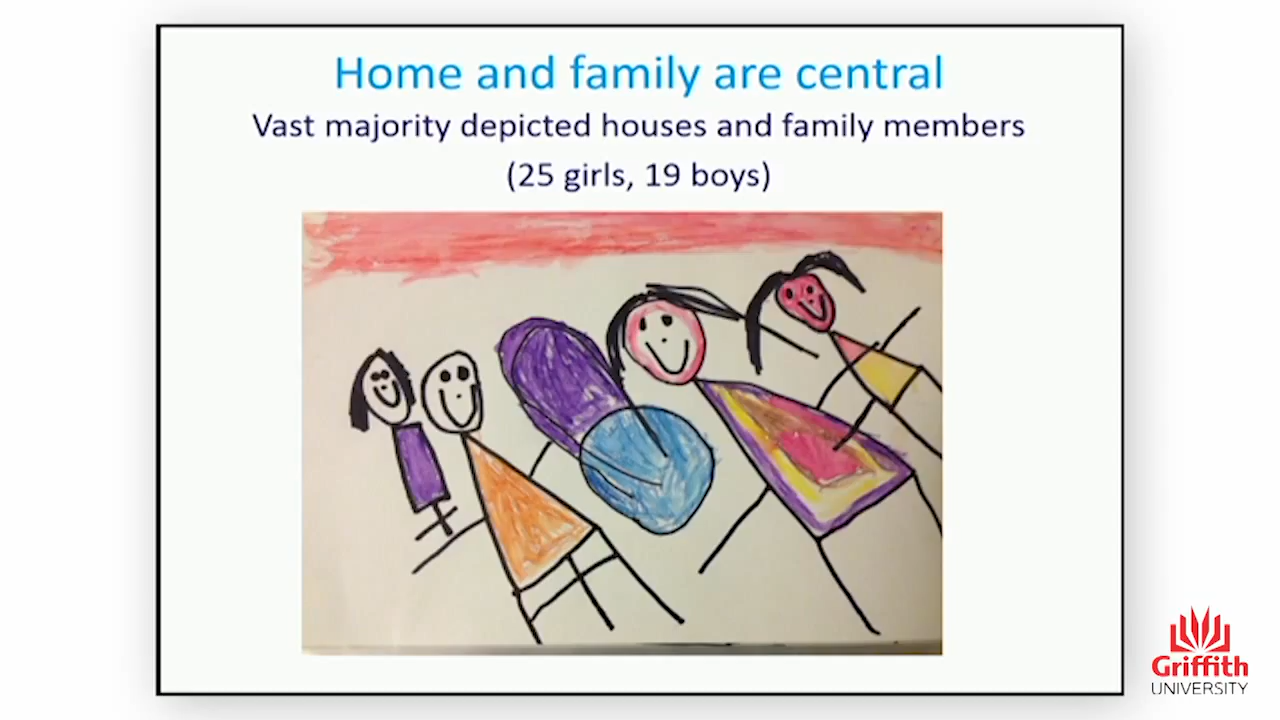 Home and family are central
Vast majority depicted houses and family members
(25 girls, 19 boys)
Griffith
UNIVERSITY